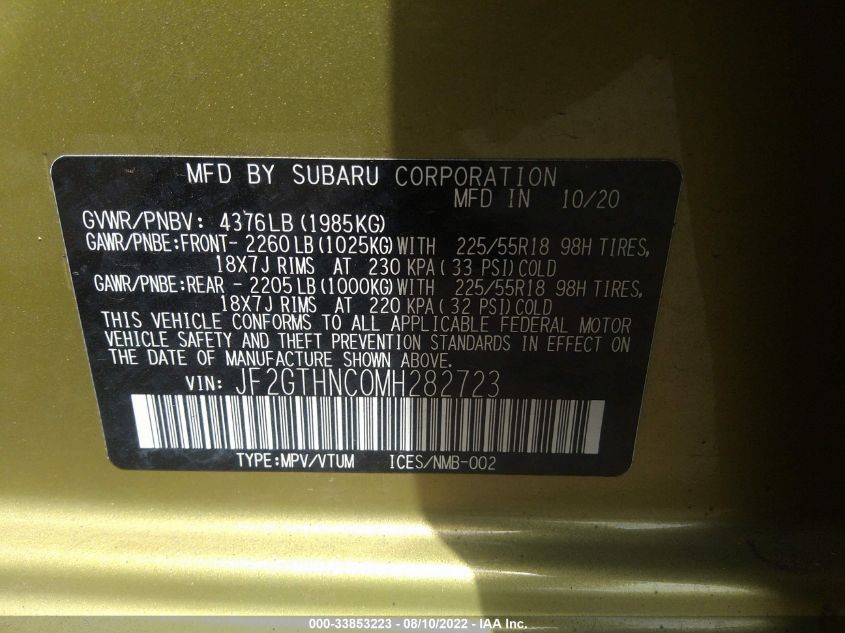 MFD BY SUBARU CORPORATION
MFD IN 10/20
GVWR/PNBV: 4376LB (1985KG)
GAWR/PNBE:FRONT- 2260LB (1025KG) WITH 225/55R18 98H TIRES,
18X7J RIMS AT 230 KPA ( 33 PSI) COLD
GAWR/PNBE:REAR - 2205LB (1000KG) WITH 225/55R18 98H TIRES,
18X7J RIMS AT 220 KPA ( 32 PSI) COLD
THIS VEHICLE CONFORMS TO ALL APPLICABLE FEDERAL MOTOR
VEHICLE SAFETY AND THEFT PREVENTION STANDARDS IN EFFECT ON
THE DATE OF MANUFACTURE SHOWN ABOVE.
VIN: JF2GTHNC0MH282723
TYPE:MPV/VTUM ICES/NMB-002
000-33853223 - 08/10/2022 - IAA Inc.